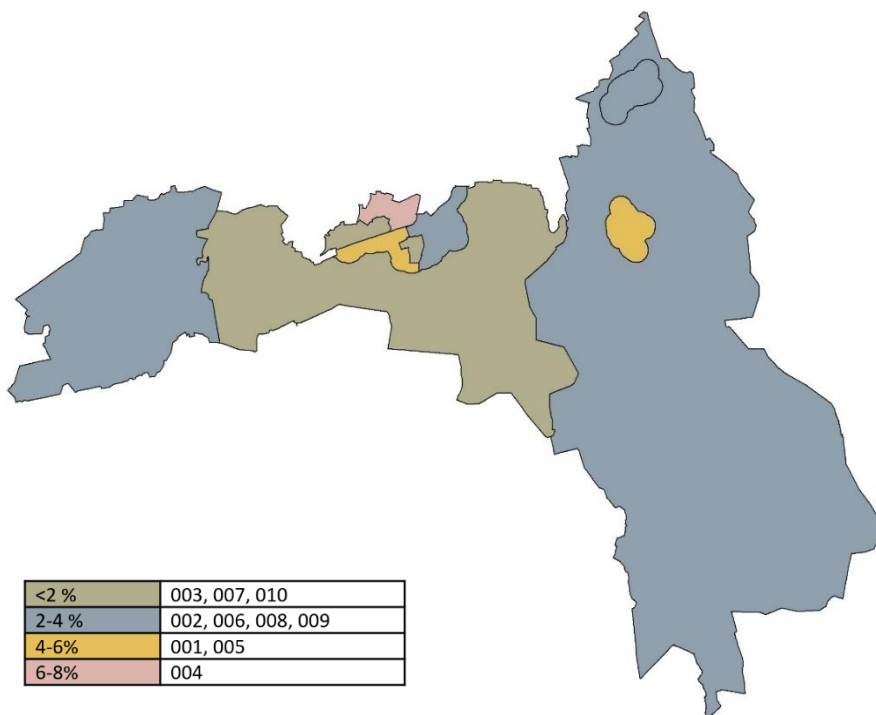 <2 % 003, 007, 010
2-4 % 002, 006, 008, 009
4-6% 001, 005
6-8% 004